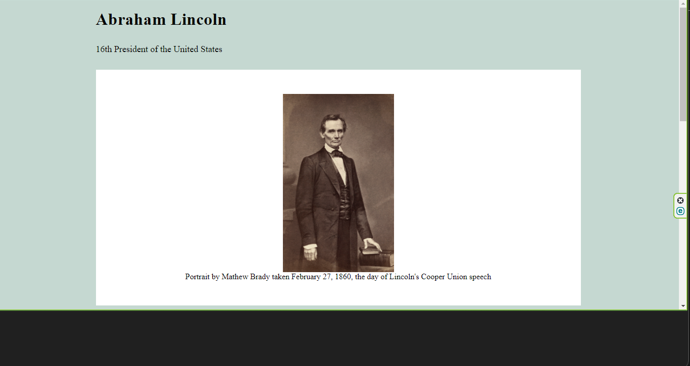 Abraham Lincoln
16th President of the United States
Portrait by Mathew Brady taken February 27, 1860, the day of Lincoln's Cooper Union speech